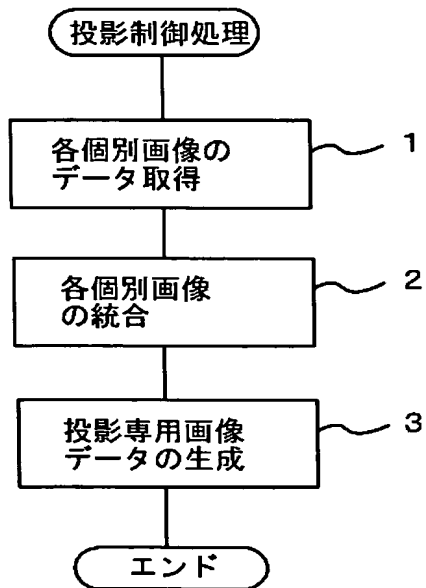 投影制御処理
各個別画像の
データ取得
1
各個別画像
の統合
2
投影専用画像
データの生成
3
エンド